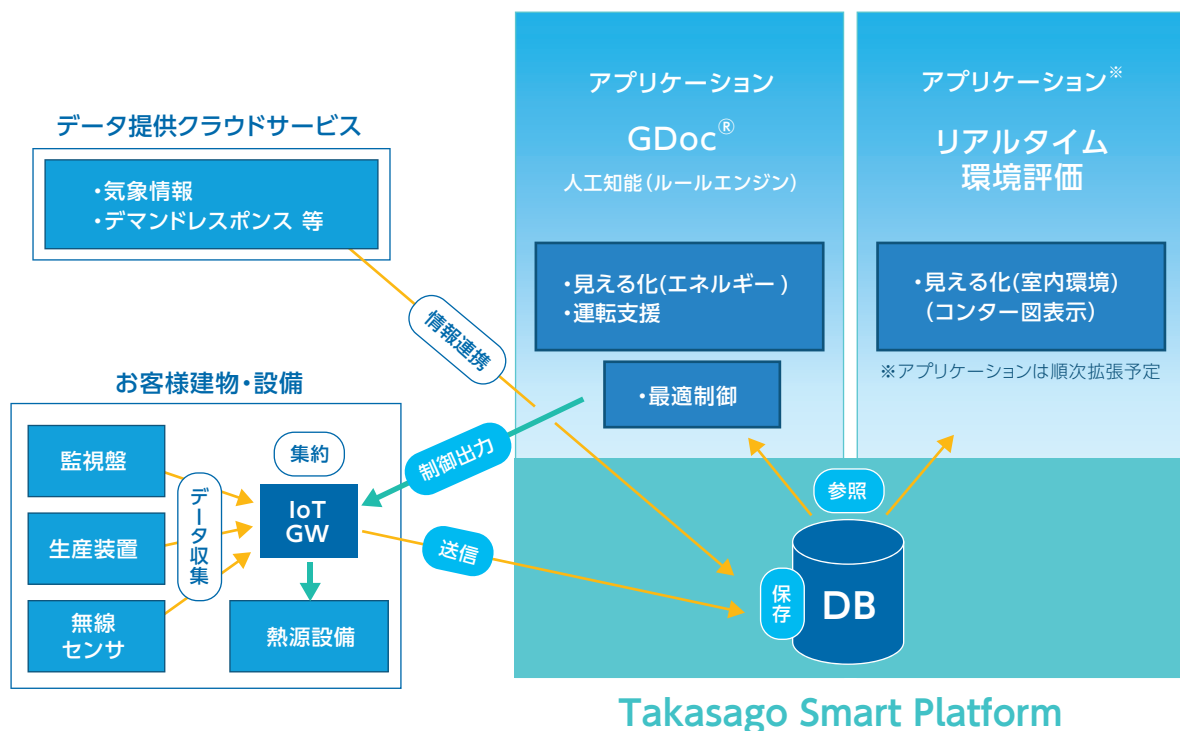 データ提供クラウドサービス
・気象情報
・デマンドレスポンス 等
情報連携
お客様建物・設備
監視盤
生産装置
無線
センサ
データ収集
集約
IoT
GW
熱源設備
制御出力
送信
アプリケーション
GDoc®
人工知能(ルールエンジン)
・見える化(エネルギー)
・運転支援
・最適制御
アプリケーション※
リアルタイム
環境評価
・見える化(室内環境)
(コンター図表示)
※アプリケーションは順次拡張予定
参照
保存
DB
Takasago Smart Platform